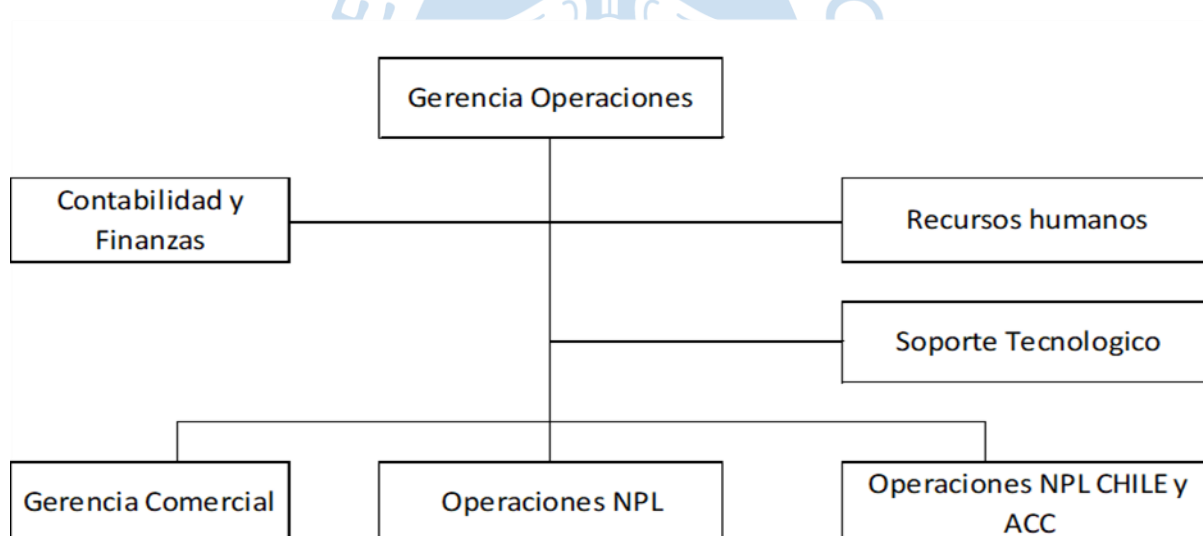 Gerencia Operaciones
Contabilidad y
Finanzas
Recursos humanos
Soporte Tecnologico
Gerencia Comercial
Operaciones NPL
Operaciones NPL CHILE y
ACC